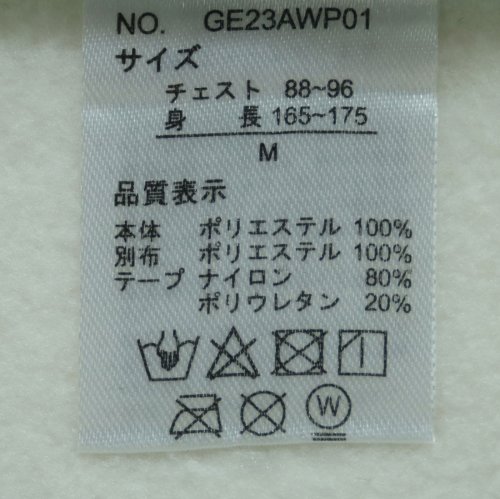 NO. GE23AWP01
サイズ
チェスト 88~96
身 長 165~175
M
品質表示
本体 ポリエステル 100%
別布 ポリエステル 100%
テープ ナイロン 80%
ポリウレタン 20%
W